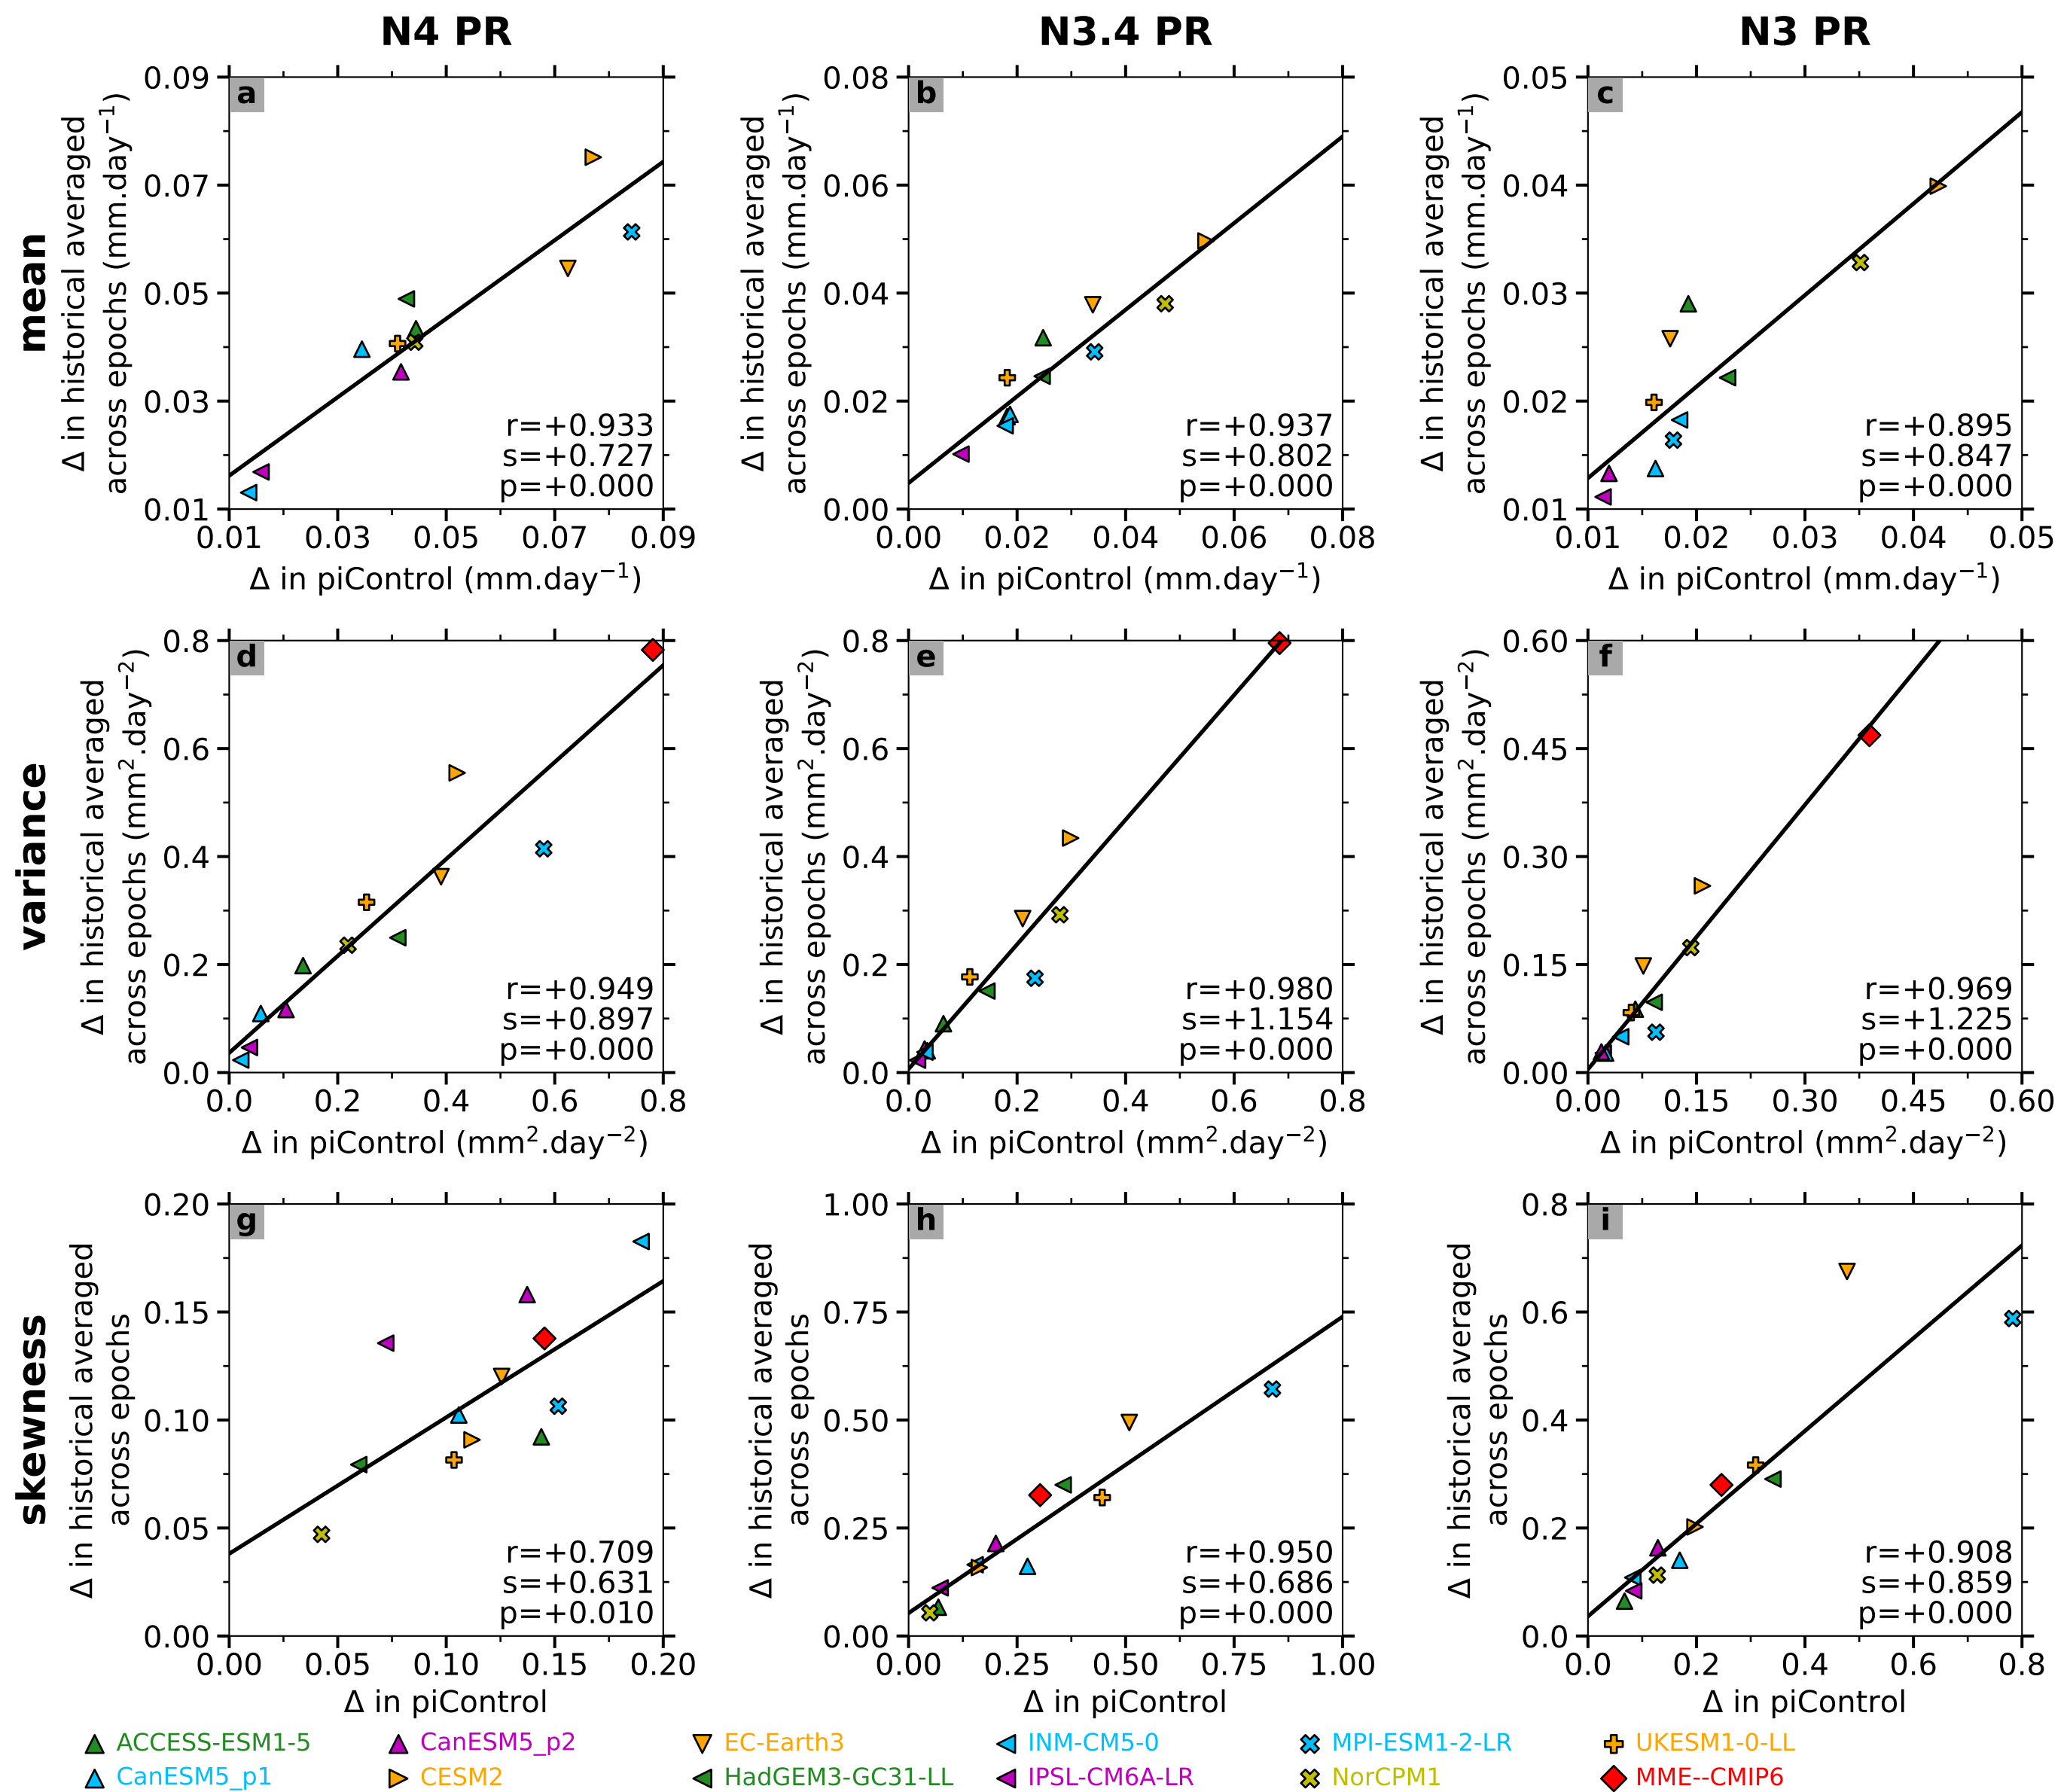 N4 PR
N3.4 PR
N3 PR
mean
Δ in historical averaged
across epochs (mm.day⁻¹)
0.09
0.07
0.05
0.03
0.01
a
r=+0.933
s=+0.727
p=+0.000
0.01 0.03 0.05 0.07 0.09
Δ in piControl (mm.day⁻¹)
Δ in historical averaged
across epochs (mm.day⁻¹)
0.08
0.06
0.04
0.02
0.00
b
r=+0.937
s=+0.802
p=+0.000
0.00 0.02 0.04 0.06 0.08
Δ in piControl (mm.day⁻¹)
Δ in historical averaged
across epochs (mm.day⁻¹)
0.05
0.04
0.03
0.02
0.01
c
r=+0.895
s=+0.847
p=+0.000
0.01 0.02 0.03 0.04 0.05
Δ in piControl (mm.day⁻¹)
variance
Δ in historical averaged
across epochs (mm².day⁻²)
0.8
0.6
0.4
0.2
0.0
d
r=+0.949
s=+0.897
p=+0.000
0.0 0.2 0.4 0.6 0.8
Δ in piControl (mm².day⁻²)
Δ in historical averaged
across epochs (mm².day⁻²)
0.8
0.6
0.4
0.2
0.0
e
r=+0.980
s=+1.154
p=+0.000
0.0 0.2 0.4 0.6 0.8
Δ in piControl (mm².day⁻²)
Δ in historical averaged
across epochs (mm².day⁻²)
0.60
0.45
0.30
0.15
0.00
f
r=+0.969
s=+1.225
p=+0.000
0.00 0.15 0.30 0.45 0.60
Δ in piControl (mm².day⁻²)
skewness
Δ in historical averaged
across epochs
0.20
0.15
0.10
0.05
0.00
g
r=+0.709
s=+0.631
p=+0.010
0.00 0.05 0.10 0.15 0.20
Δ in piControl
Δ in historical averaged
across epochs
1.00
0.75
0.50
0.25
0.00
h
r=+0.950
s=+0.686
p=+0.000
0.00 0.25 0.50 0.75 1.00
Δ in piControl
Δ in historical averaged
across epochs
0.8
0.6
0.4
0.2
0.0
i
r=+0.908
s=+0.859
p=+0.000
0.0 0.2 0.4 0.6 0.8
Δ in piControl
ACCESS-ESM1-5 CanESM5_p2 EC-Earth3 INM-CM5-0 MPI-ESM1-2-LR UKESM1-0-LL
CanESM5_p1 CESM2 HadGEM3-GC31-LL IPSL-CM6A-LR NorCPM1 MME--CMIP6